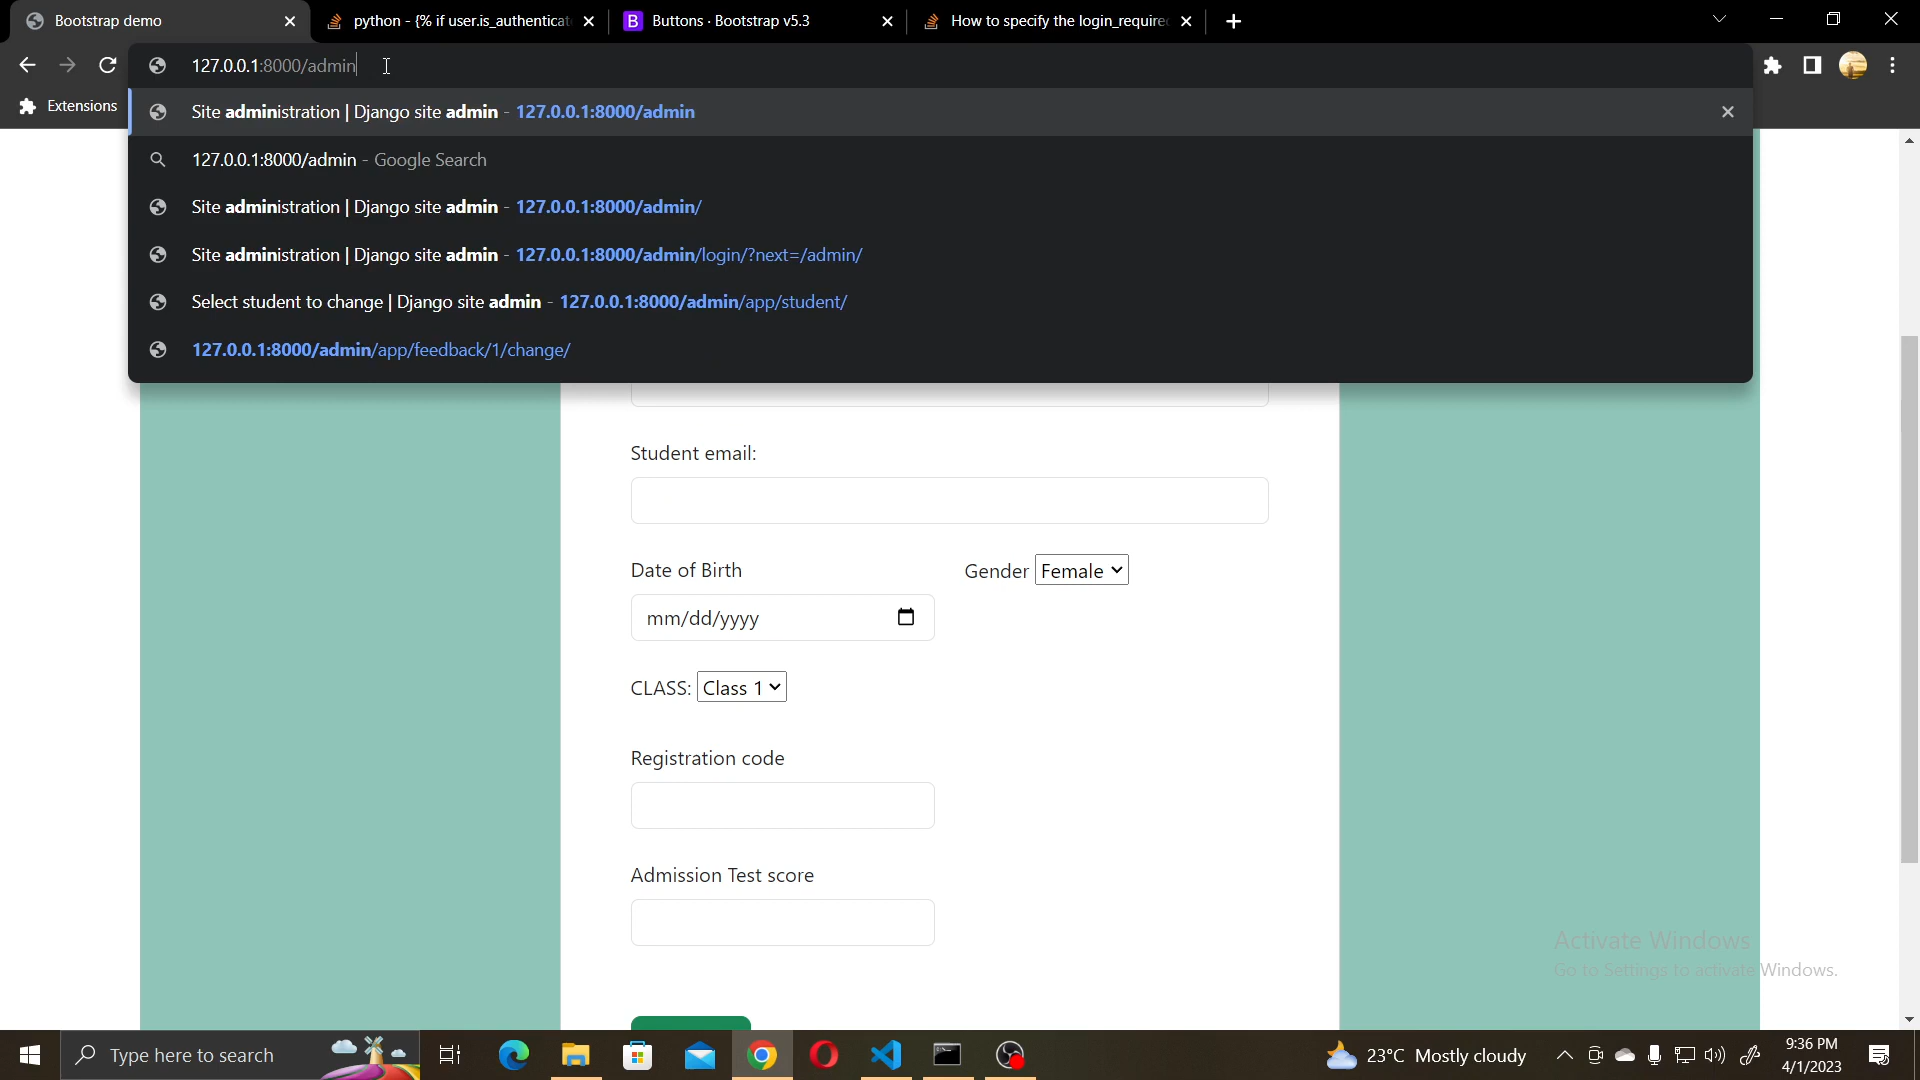 Bootstrap demo
python - {% if user.is_authenticat
Buttons · Bootstrap v5.3
How to specify the login_require
127.0.0.1:8000/admin
Extensions
Site administration | Django site admin - 127.0.0.1:8000/admin
127.0.0.1:8000/admin - Google Search
Site administration | Django site admin - 127.0.0.1:8000/admin/
Site administration | Django site admin - 127.0.0.1:8000/admin/login/?next=/admin/
Select student to change | Django site admin - 127.0.0.1:8000/admin/app/student/
127.0.0.1:8000/admin/app/feedback/1/change/
Student email:
Date of Birth
Gender Female
mm/dd/yyyy
CLASS: Class 1
Registration code
Admission Test score
Activate Windows
Go to Settings to activate Windows.
Type here to search
23°C Mostly cloudy
9:36 PM
4/1/2023